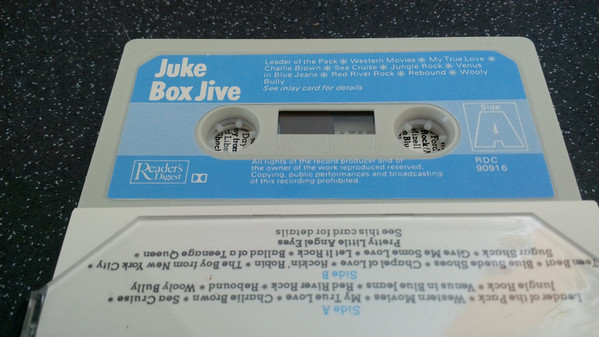 Juke
Box Jive
Leader of the Pack ✳ Western Movies ✳ My True Love ✳
Charlie Brown ✳ Sea Cruise ✳ Jungle Rock ✳ Venus
in Blue Jeans ✳ Red River Rock ✳ Rebound ✳ Wooly
Bully
See inlay card for details
Side
A
Reader's
Digest
All rights of the record producer and of
the owner of the work reproduced reserved.
Copying, public performances and broadcasting
of this recording prohibited.
RDC
90916
Side A
Leader of the Pack * Western Movies * My True Love * Charlie Brown * Sea Cruise *
Jungle Rock * Venus in Blue Jeans * Red River Rock * Rebound * Wooly Bully
Side B
Teen Beat * Blue Suede Shoes * Chapel of Love * Rockin' Robin * The Boy from New York City *
Sugar Shack * Give Me Some Love * Let It Rock * Ballad of a Teenage Queen *
Pretty Little Angel Eyes
See this card for details